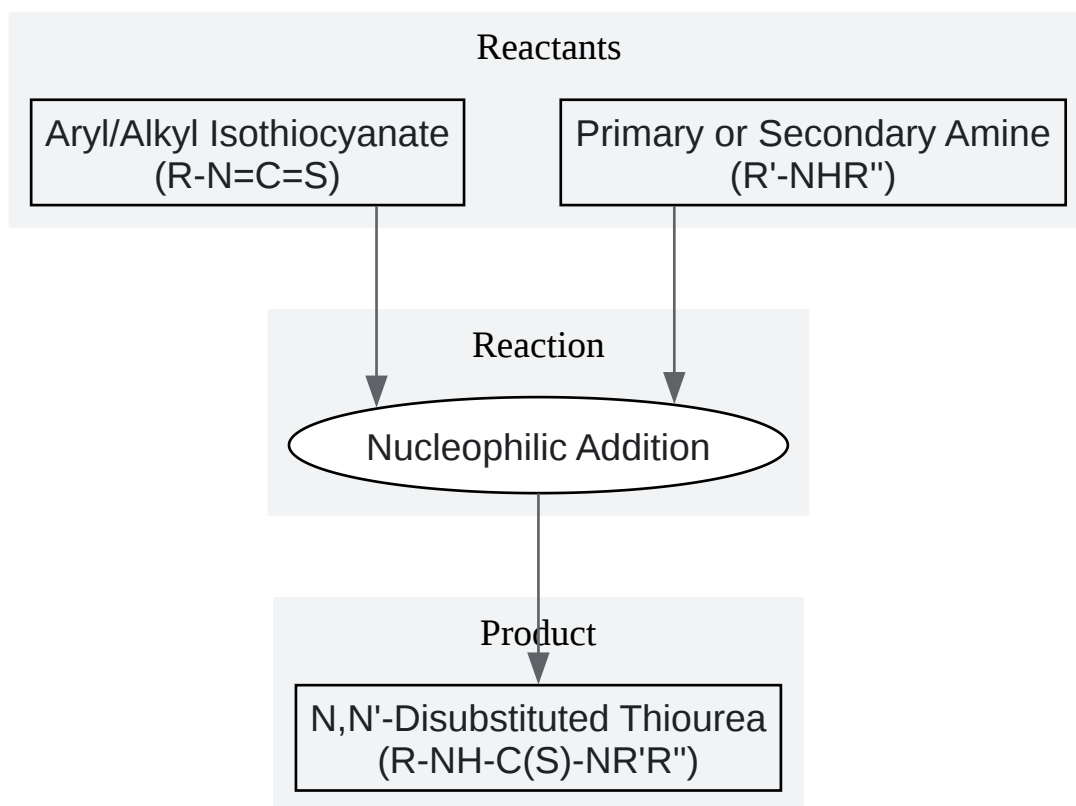 Reactants
Aryl/Alkyl Isothiocyanate
(R-N=C=S)
Primary or Secondary Amine
(R'-NHR")
Reaction
Nucleophilic Addition
Product
N,N'-Disubstituted Thiourea
(R-NH-C(S)-NR'R")